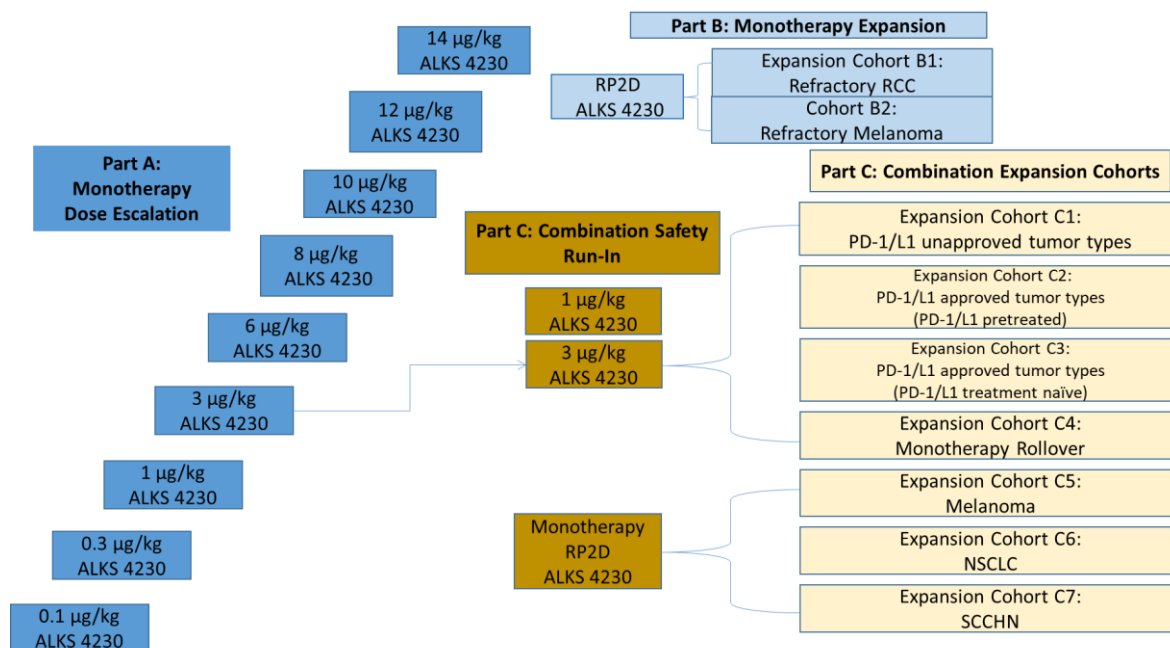 Part A:
Monotherapy
Dose Escalation
14 µg/kg
ALKS 4230
12 µg/kg
ALKS 4230
10 µg/kg
ALKS 4230
8 µg/kg
ALKS 4230
6 µg/kg
ALKS 4230
3 µg/kg
ALKS 4230
1 µg/kg
ALKS 4230
0.3 µg/kg
ALKS 4230
0.1 µg/kg
ALKS 4230
Part B: Monotherapy Expansion
RP2D
ALKS 4230
Expansion Cohort B1:
Refractory RCC
Cohort B2:
Refractory Melanoma
Part C: Combination Safety
Run-In
1 µg/kg
ALKS 4230
3 µg/kg
ALKS 4230
Monotherapy
RP2D
ALKS 4230
Part C: Combination Expansion Cohorts
Expansion Cohort C1:
PD-1/L1 unapproved tumor types
Expansion Cohort C2:
PD-1/L1 approved tumor types
(PD-1/L1 pretreated)
Expansion Cohort C3:
PD-1/L1 approved tumor types
(PD-1/L1 treatment naïve)
Expansion Cohort C4:
Monotherapy Rollover
Expansion Cohort C5:
Melanoma
Expansion Cohort C6:
NSCLC
Expansion Cohort C7:
SCCHN